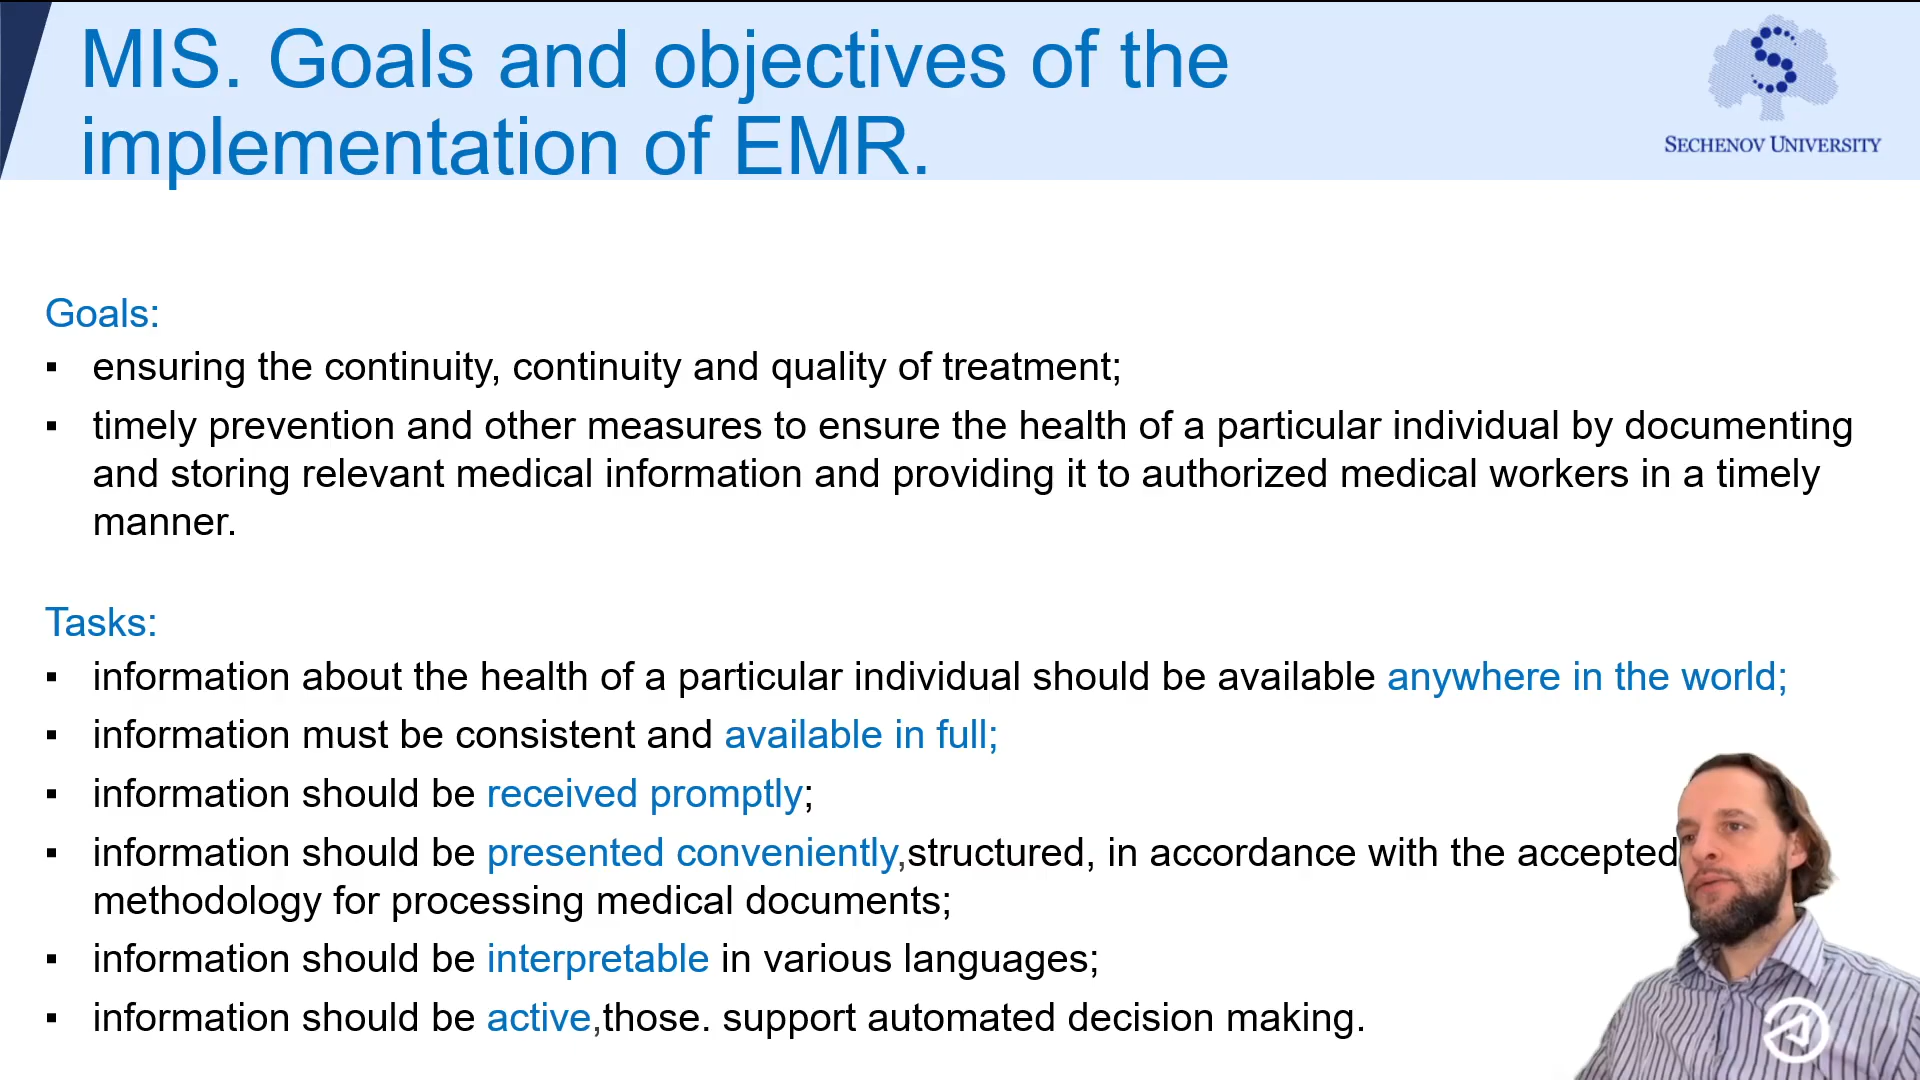 MIS. Goals and objectives of the
implementation of EMR.
SECHENOV UNIVERSITY
Goals:
▪ ensuring the continuity, continuity and quality of treatment;
▪ timely prevention and other measures to ensure the health of a particular individual by documenting
and storing relevant medical information and providing it to authorized medical workers in a timely
manner.
Tasks:
▪ information about the health of a particular individual should be available anywhere in the world;
▪ information must be consistent and available in full;
▪ information should be received promptly;
▪ information should be presented conveniently,structured, in accordance with the accepted
methodology for processing medical documents;
▪ information should be interpretable in various languages;
▪ information should be active,those. support automated decision making.